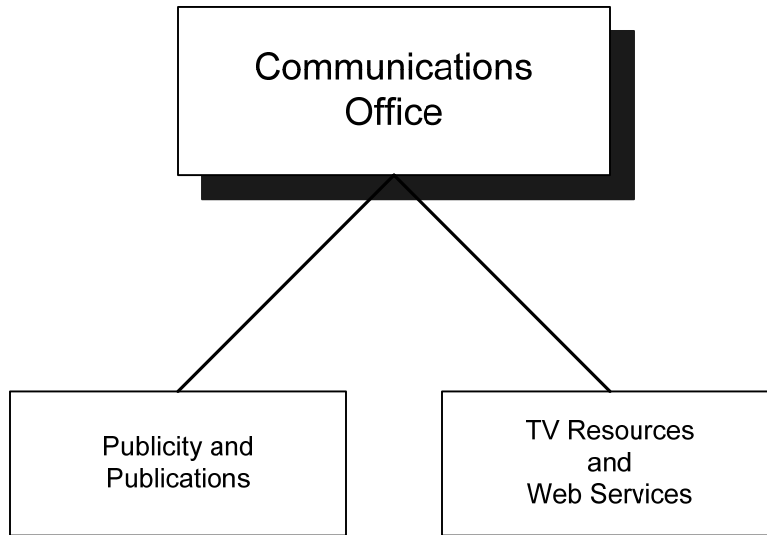 Communications
Office
Publicity and
Publications
TV Resources
and
Web Services